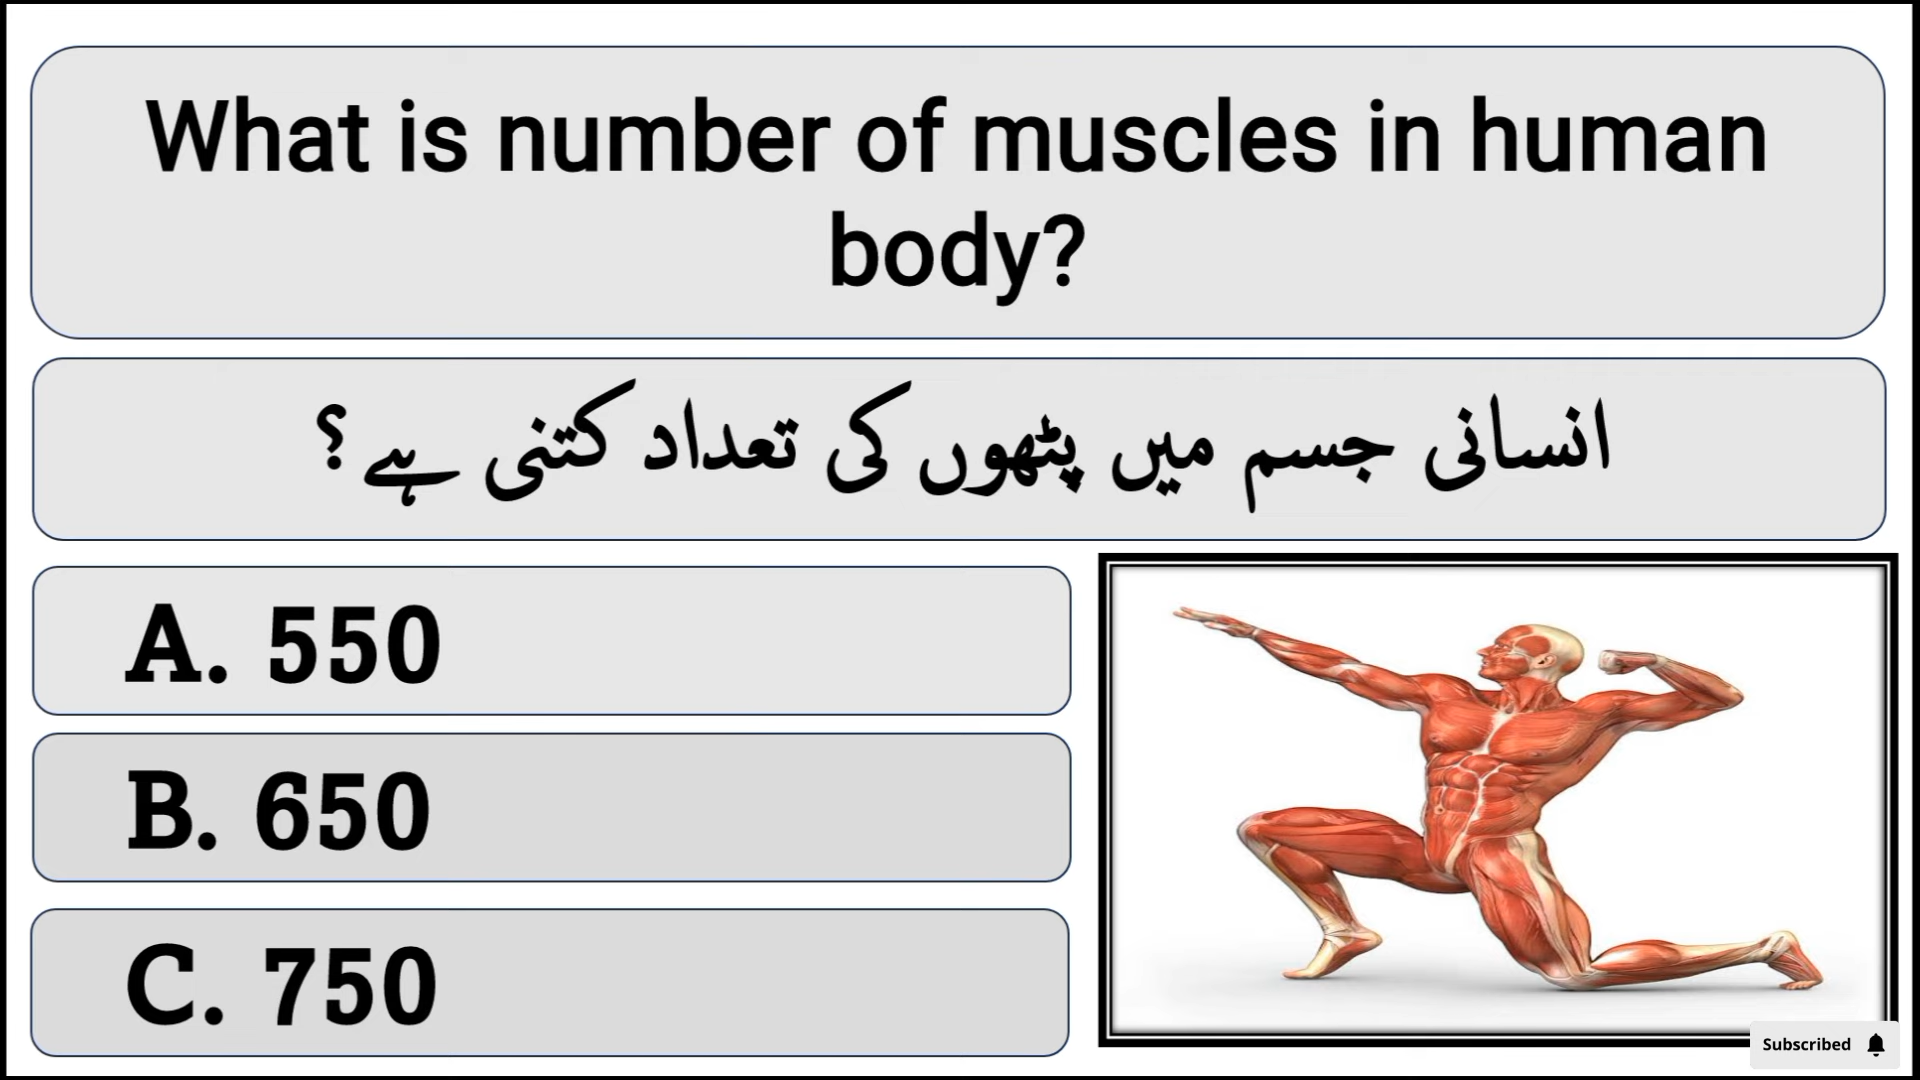 What is number of muscles in human
body?
انسانی جسم میں پٹھوں کی تعداد کتنی ہے؟
A. 550
B. 650
C. 750
Subscribed